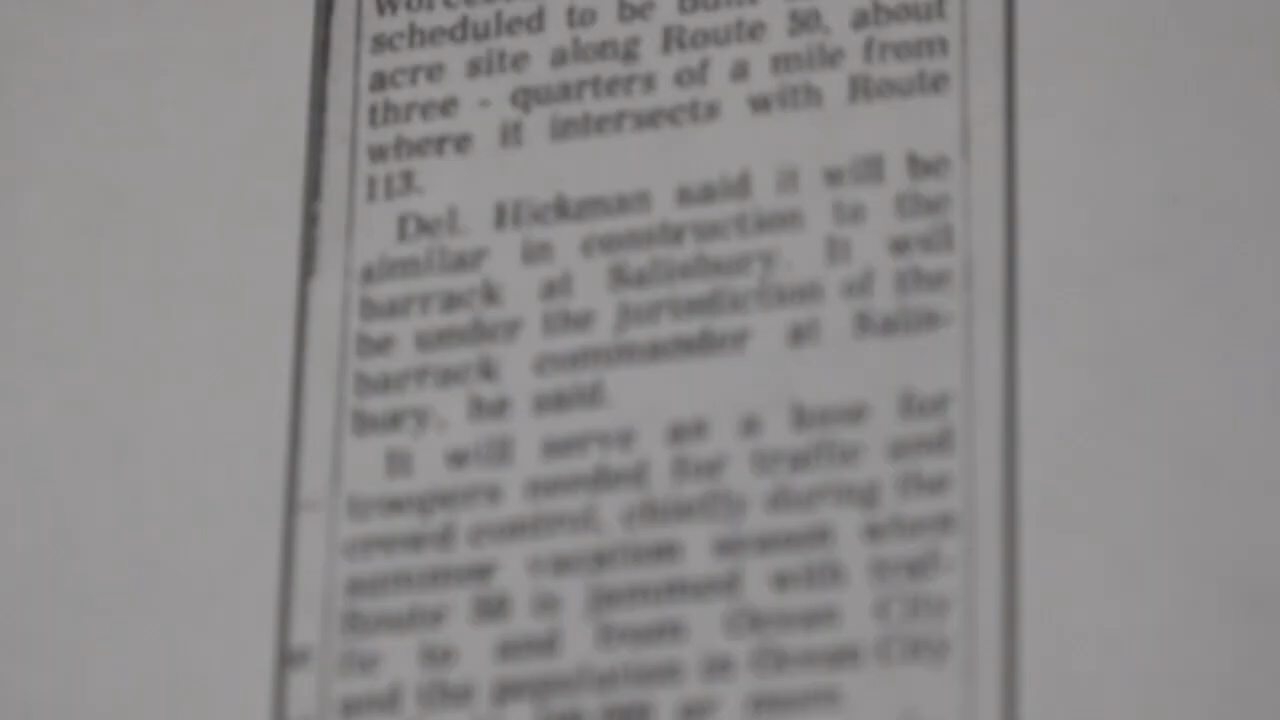 scheduled to be
acre site along Route 50, about
three - quarters of a mile from
where it intersects with Route
113.
Del. Hickman said it will be
similar in construction to the
barrack at Salisbury. It will
be under the jurisdiction of the
barrack commander at Salis-
bury, he said.
It will serve as a base for
troopers needed for traffic and
crowd control, chiefly during the
summer vacation season when
Route 50 is jammed with traf-
fic to and from Ocean City
and the population in Ocean City
or more.